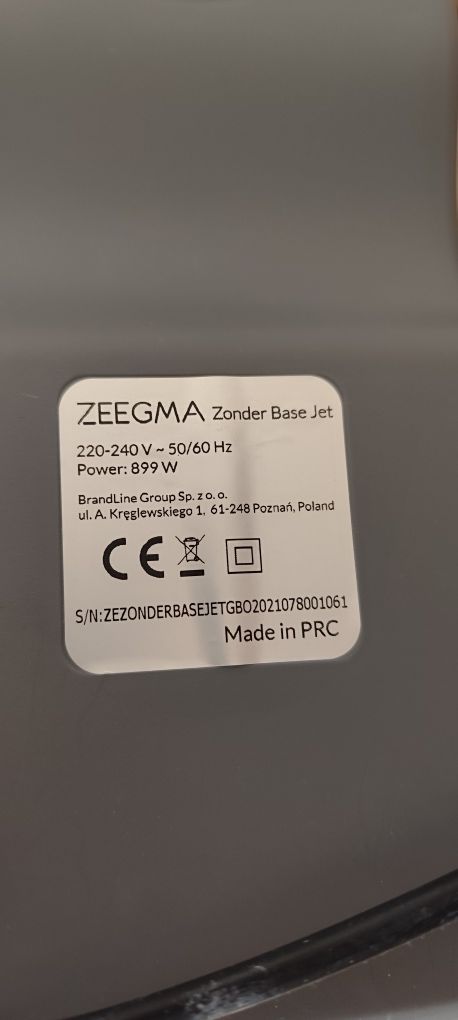 ZEEGMA Zonder Base Jet
220-240 V ~ 50/60 Hz
Power: 899 W
BrandLine Group Sp. z o. o.
ul. A. Kręglewskiego 1, 61-248 Poznań, Poland
CE
S/N:ZEZONDERBASEJETGBO2021078001061
Made in PRC